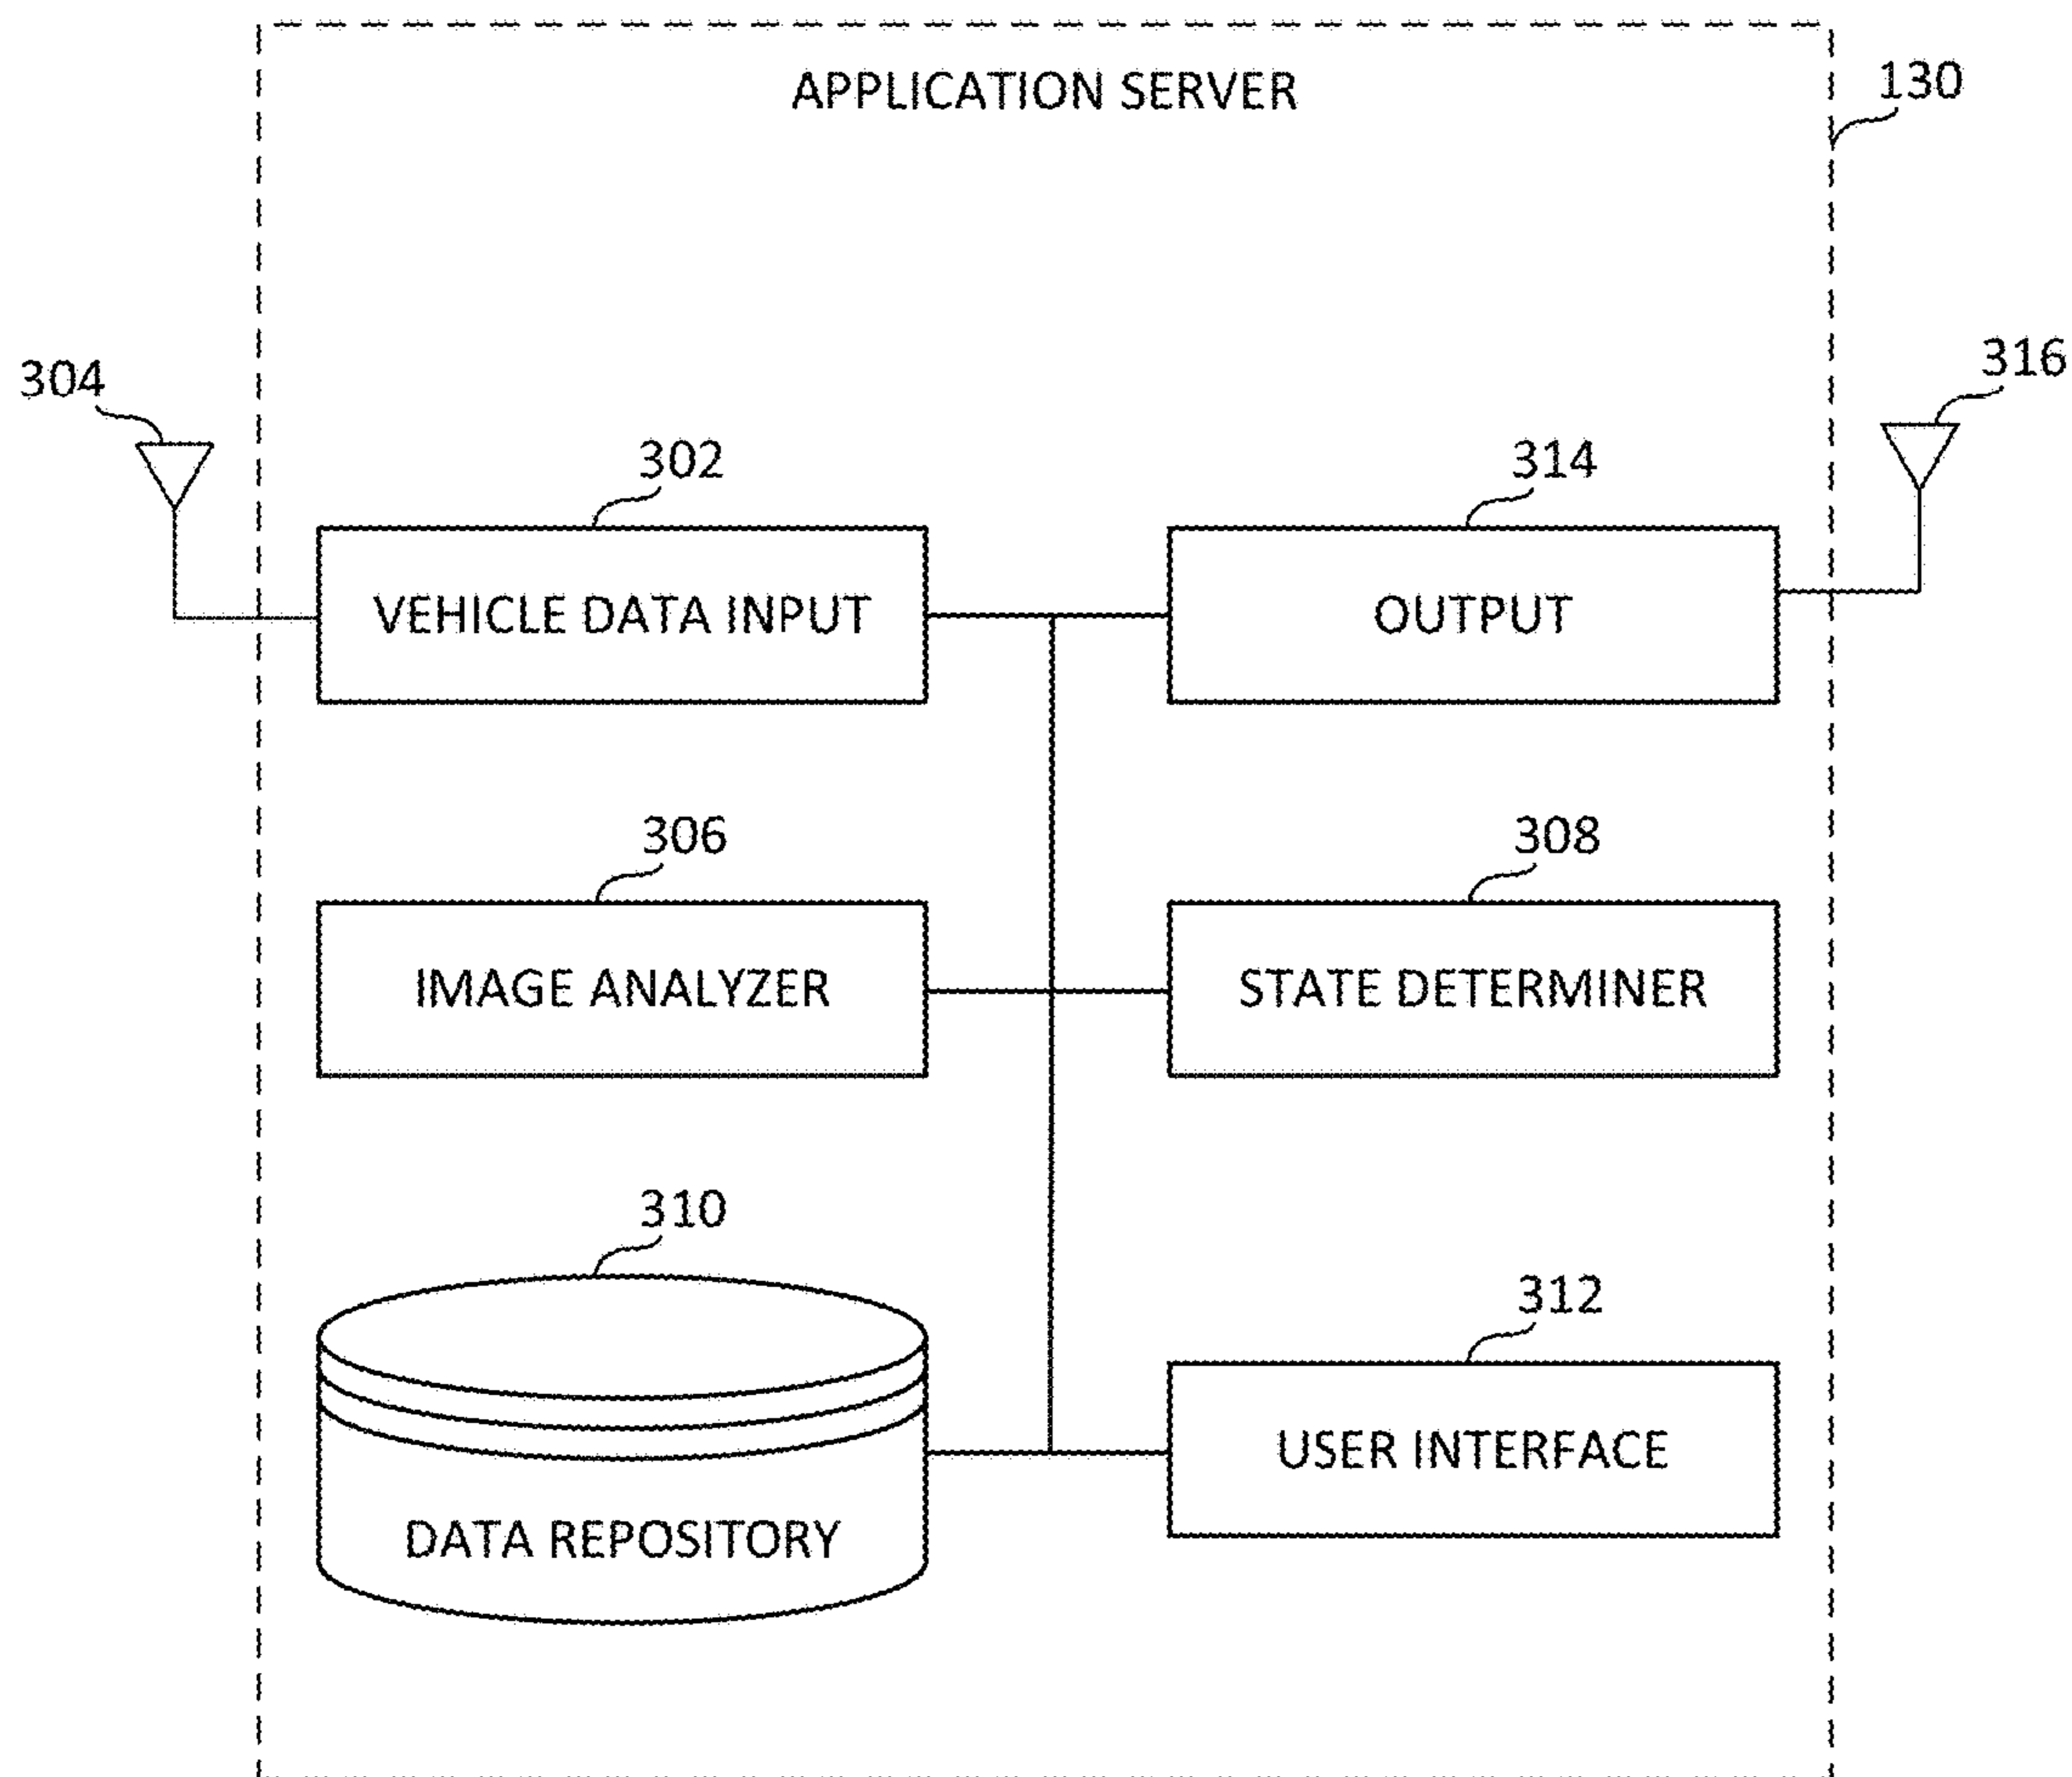 APPLICATION SERVER
130
304
316
302
314
VEHICLE DATA INPUT
OUTPUT
306
308
IMAGE ANALYZER
STATE DETERMINER
310
312
DATA REPOSITORY
USER INTERFACE